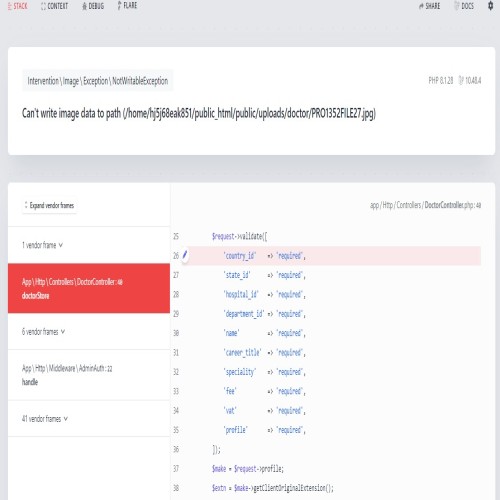 STACK CONTEXT DEBUG FLARE SHARE DOCS
Intervention \ Image \ Exception \ NotWritableException
PHP 8.1.28 10.48.4
Can't write image data to path (/home/hj5j68eak851/public_html/public/uploads/doctor/PRO1352FILE27.jpg)
Expand vendor frames
app / Http / Controllers / DoctorController.php : 49
1 vendor frame
App \ Http \ Controllers \ DoctorController : 49
doctorStore
6 vendor frames
App \ Http \ Middleware \ AdminAuth : 22
handle
41 vendor frames
25 $request->validate([
26 'country_id' => 'required',
27 'state_id' => 'required',
28 'hospital_id' => 'required',
29 'department_id' => 'required',
30 'name' => 'required',
31 'career_title' => 'required',
32 'speciality' => 'required',
33 'fee' => 'required',
34 'vat' => 'required',
35 'profile' => 'required',
36 ]);
37 $make = $request->profile;
38 $extn = $make->getClientOriginalExtension();